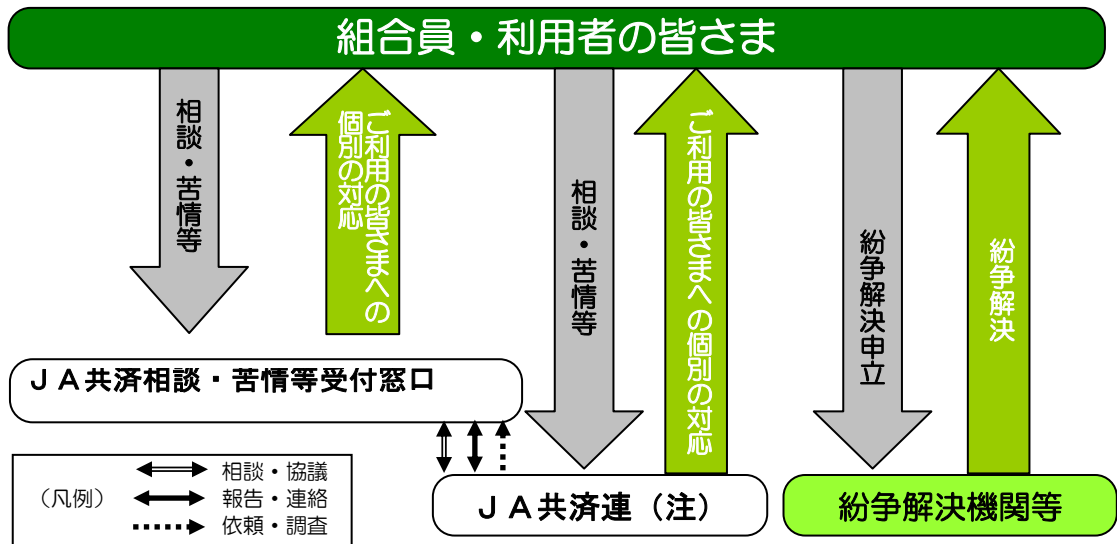 組合員・利用者の皆さま
相談・苦情等
ご利用の皆さまへの
個別の対応
相談・苦情等
ご利用の皆さまへの個別の対応
紛争解決申立
紛争解決
ＪＡ共済相談・苦情等受付窓口
（凡例）
相談・協議
報告・連絡
依頼・調査
ＪＡ共済連（注）
紛争解決機関等